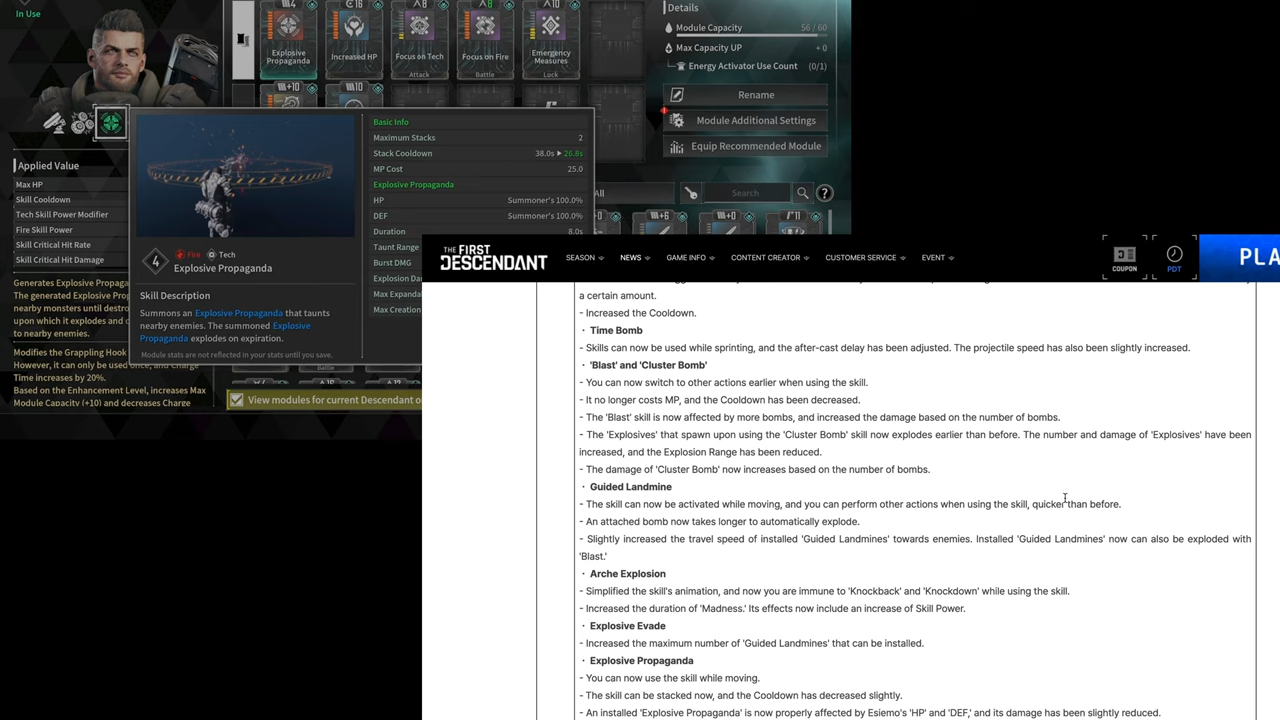 In Use
4
16
8
8
10
Explosive
Propaganda
Increased HP
Focus on Tech
Focus on Fire
Emergency
Measures
Attack
Battle
Luck
+10
10
Details
Module Capacity
56 / 60
Max Capacity UP
+ 0
Energy Activator Use Count
(0/1)
Rename
Module Additional Settings
Equip Recommended Module
All
Search
?
+6
+0
11
Applied Value
Max HP
Skill Cooldown
Tech Skill Power Modifier
Fire Skill Power
Skill Critical Hit Rate
Skill Critical Hit Damage
Generates Explosive Propaga
The generated Explosive Prop
nearby monsters until destro
upon which it explodes and d
to nearby enemies.
Modifies the Grappling Hook
However, it can only be used once, and Charge
Time increases by 20%.
Based on the Enhancement Level, increases Max
Module Capacity (+10) and decreases Charge
4
Fire Tech
Explosive Propaganda
Skill Description
Summons an Explosive Propaganda that taunts
nearby enemies. The summoned Explosive
Propaganda explodes on expiration.
Module stats are not reflected in your stats until you save.
Basic Info
Maximum Stacks 2
Stack Cooldown 38.0s ▸ 26.8s
MP Cost 25.0
Explosive Propaganda
HP Summoner's 100.0%
DEF Summoner's 100.0%
Duration 8.0s
Taunt Range
Burst DMG
Explosion Da
Max Expanda
Max Creation
View modules for current Descendant o
THE FIRST
DESCENDANT
SEASON NEWS GAME INFO CONTENT CREATOR CUSTOMER SERVICE EVENT
COUPON
PDT
PLA
a certain amount.
- Increased the Cooldown.
· Time Bomb
- Skills can now be used while sprinting, and the after-cast delay has been adjusted. The projectile speed has also been slightly increased.
· 'Blast' and 'Cluster Bomb'
- You can now switch to other actions earlier when using the skill.
- It no longer costs MP, and the Cooldown has been decreased.
- The 'Blast' skill is now affected by more bombs, and increased the damage based on the number of bombs.
- The 'Explosives' that spawn upon using the 'Cluster Bomb' skill now explodes earlier than before. The number and damage of 'Explosives' have been
increased, and the Explosion Range has been reduced.
- The damage of 'Cluster Bomb' now increases based on the number of bombs.
· Guided Landmine
- The skill can now be activated while moving, and you can perform other actions when using the skill, quicker than before.
- An attached bomb now takes longer to automatically explode.
- Slightly increased the travel speed of installed 'Guided Landmines' towards enemies. Installed 'Guided Landmines' now can also be exploded with
'Blast.'
· Arche Explosion
- Simplified the skill's animation, and now you are immune to 'Knockback' and 'Knockdown' while using the skill.
- Increased the duration of 'Madness.' Its effects now include an increase of Skill Power.
· Explosive Evade
- Increased the maximum number of 'Guided Landmines' that can be installed.
· Explosive Propaganda
- You can now use the skill while moving.
- The skill can be stacked now, and the Cooldown has decreased slightly.
- An installed 'Explosive Propaganda' is now properly affected by Esiemo's 'HP' and 'DEF,' and its damage has been slightly reduced.